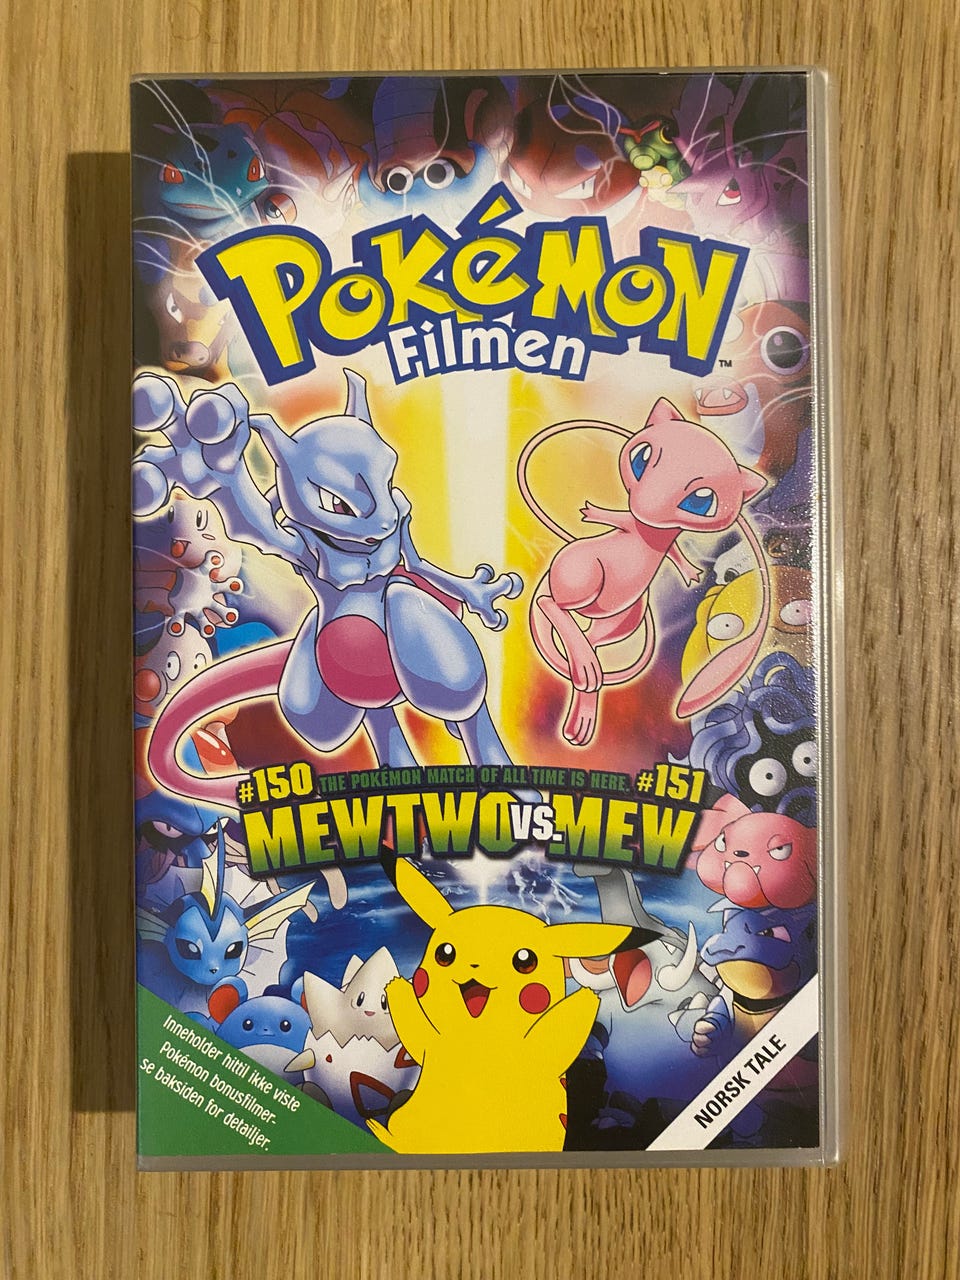 POKéMON
™
Filmen
#150 THE POKéMON MATCH OF ALL TIME IS HERE. #151
MEWTWO VS. MEW
Inneholder hittil ikke viste
Pokémon bonusfilmer-
se baksiden for detaljer.
NORSK TALE